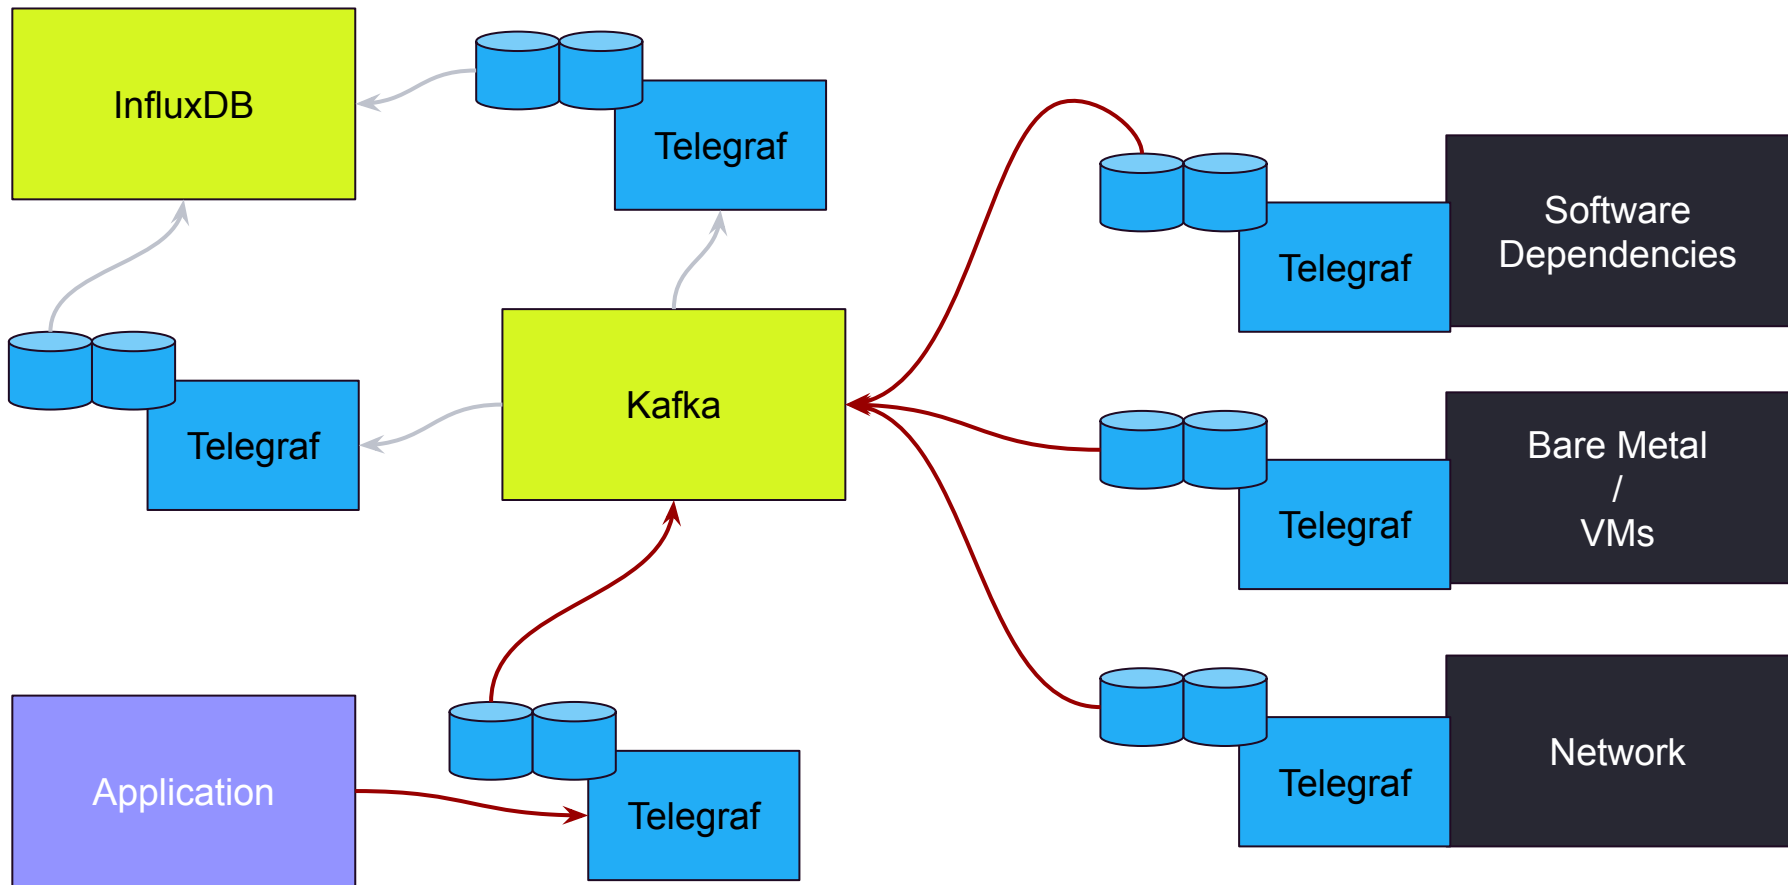 InfluxDB
Telegraf
Software
Dependencies
Telegraf
Kafka
Telegraf
Bare Metal
/
VMs
Telegraf
Application
Telegraf
Network
Telegraf